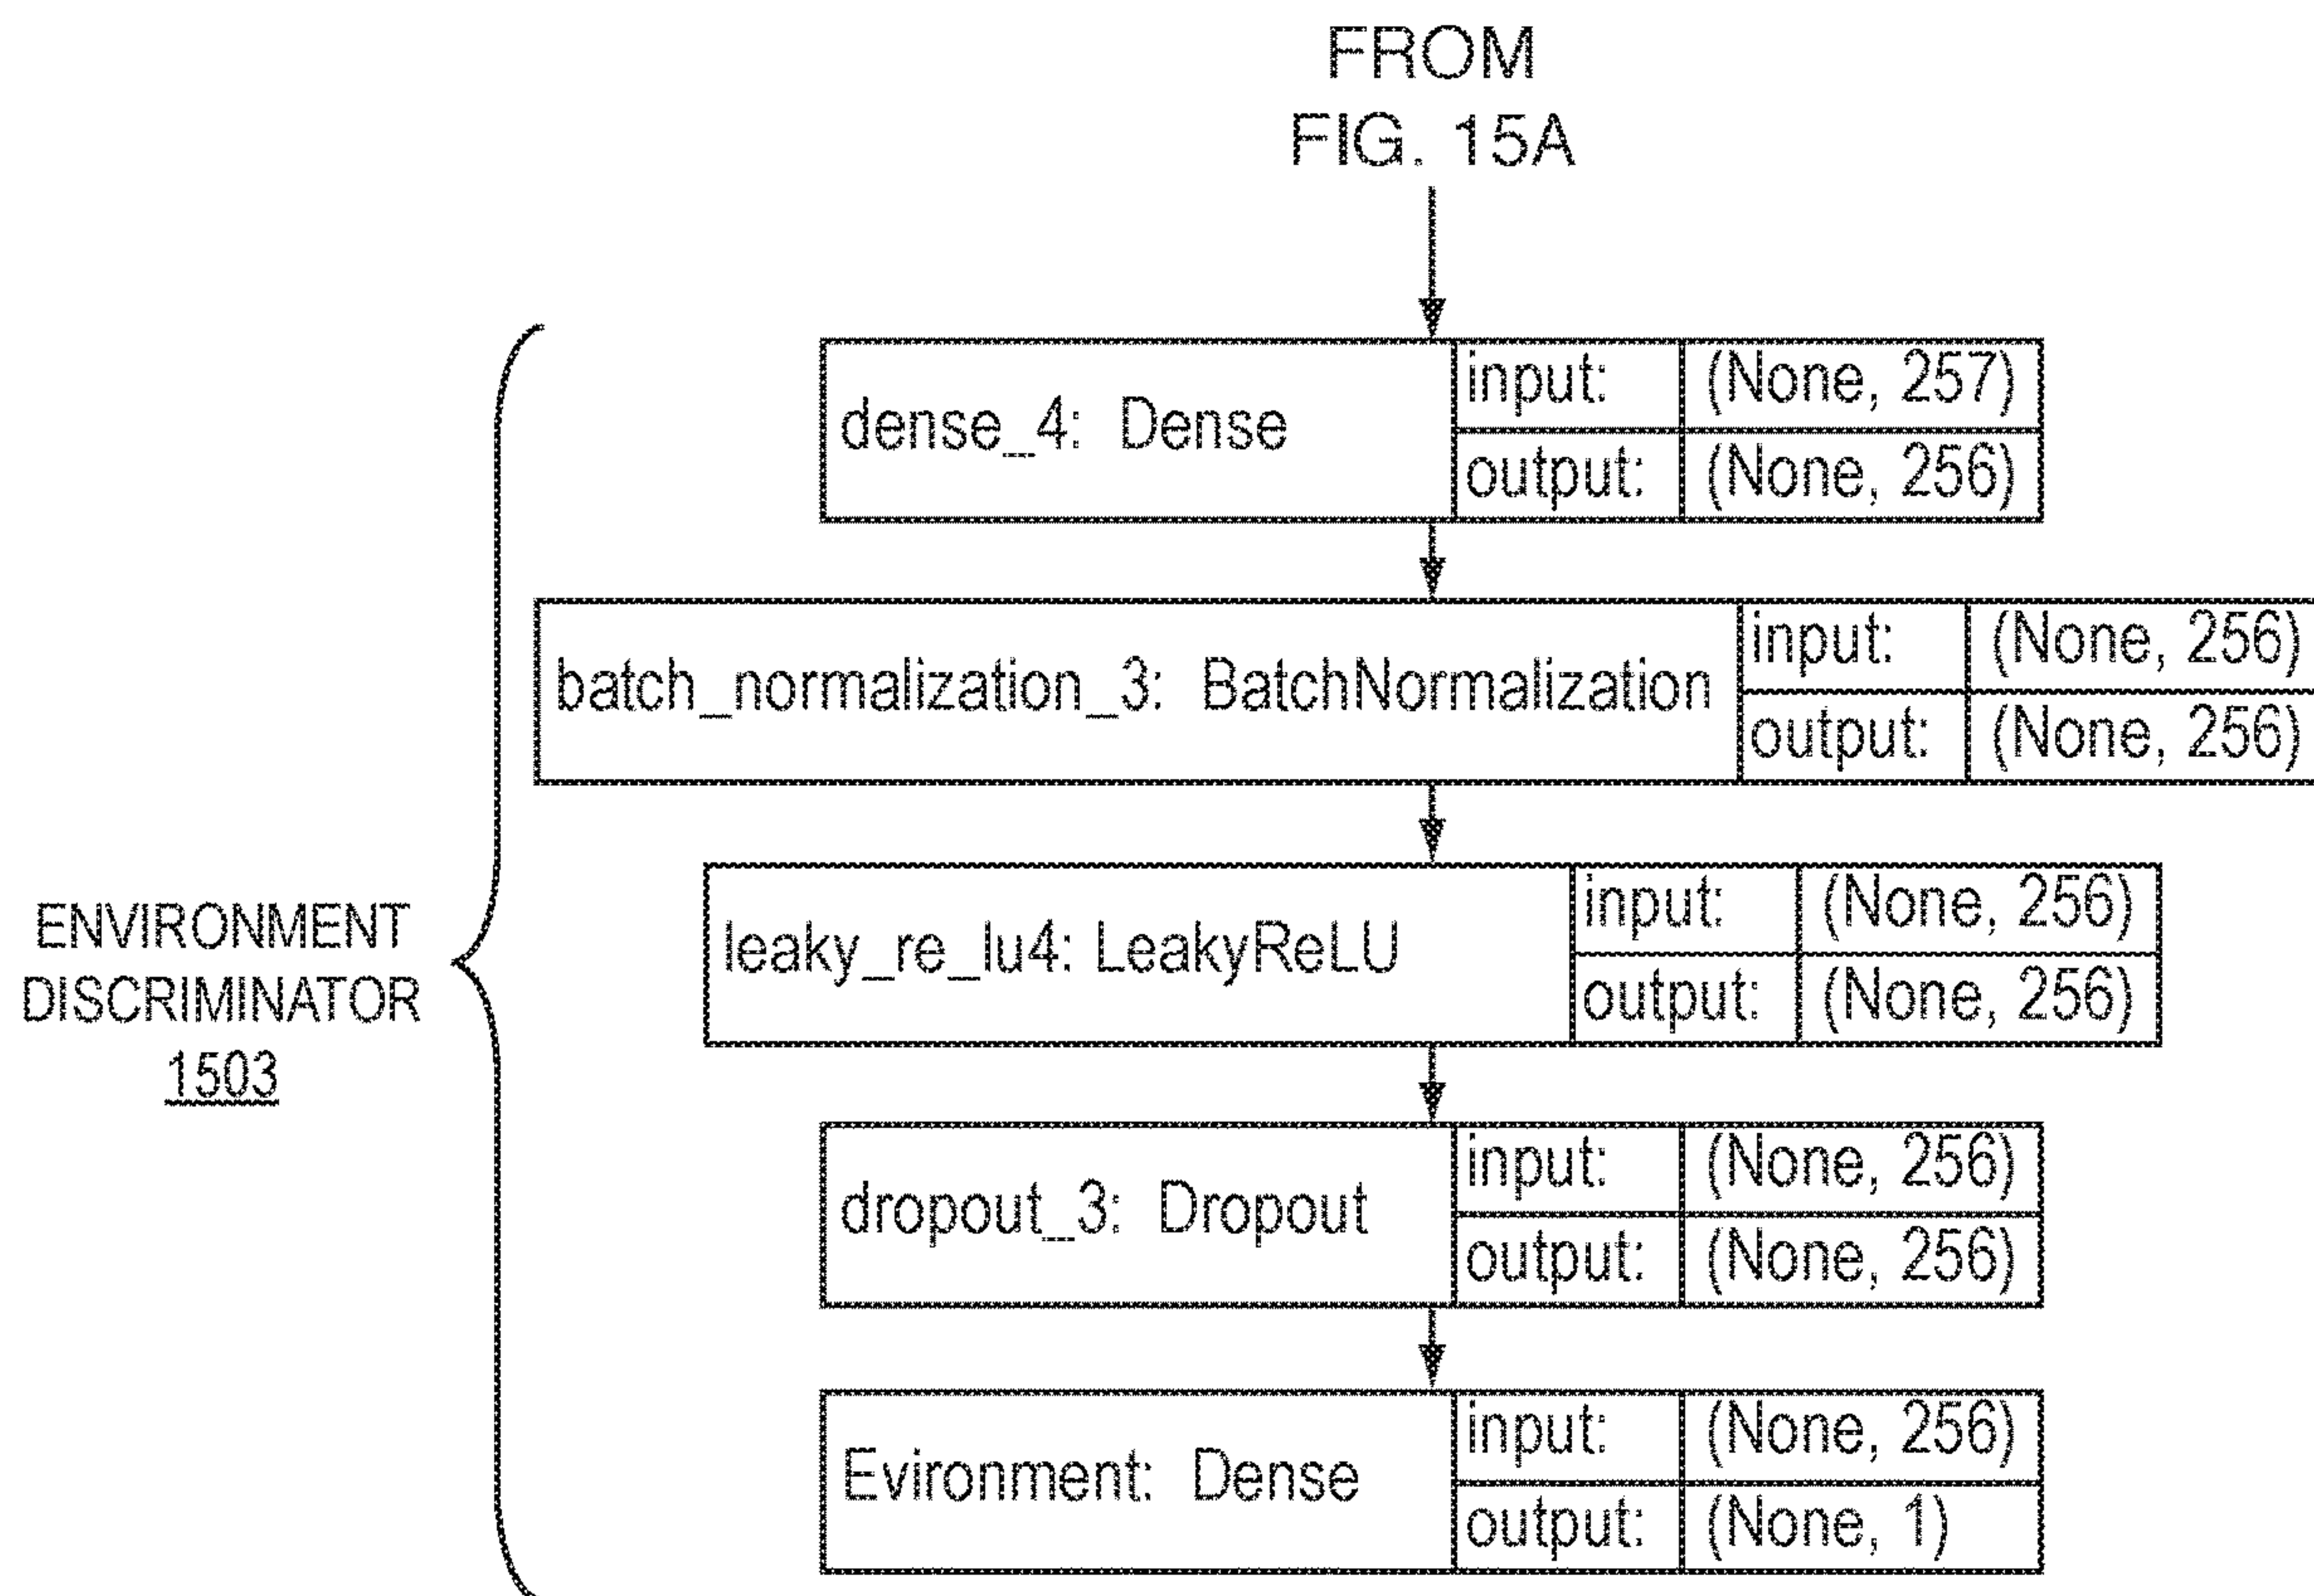 FROM
FIG. 15A
dense_4: Dense
input: (None, 257)
output: (None, 256)
batch_normalization_3: BatchNormalization
input: (None, 256)
output: (None, 256)
ENVIRONMENT
DISCRIMINATOR
1503
leaky_re_lu4: LeakyReLU
input: (None, 256)
output: (None, 256)
dropout_3: Dropout
input: (None, 256)
output: (None, 256)
Evironment: Dense
input: (None, 256)
output: (None, 1)